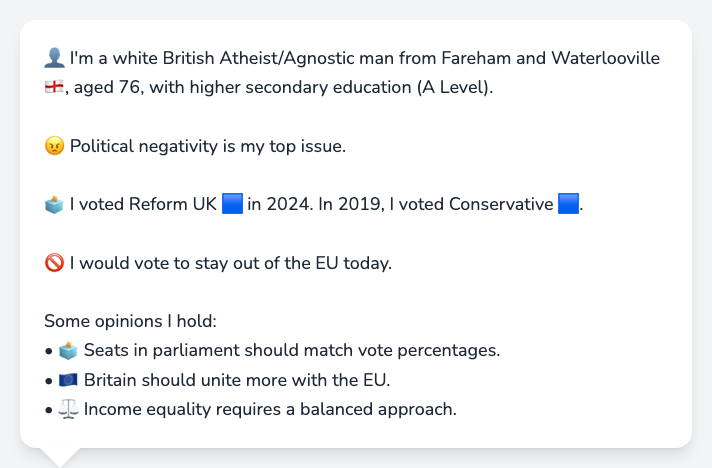 👤 I'm a white British Atheist/Agnostic man from Fareham and Waterlooville
🏴󠁧󠁢󠁥󠁮󠁧󠁿, aged 76, with higher secondary education (A Level).
😠 Political negativity is my top issue.
🗳️ I voted Reform UK 🟦 in 2024. In 2019, I voted Conservative 🟦.
🚫 I would vote to stay out of the EU today.
Some opinions I hold:
• 🗳️ Seats in parliament should match vote percentages.
• 🇪🇺 Britain should unite more with the EU.
• ⚖️ Income equality requires a balanced approach.